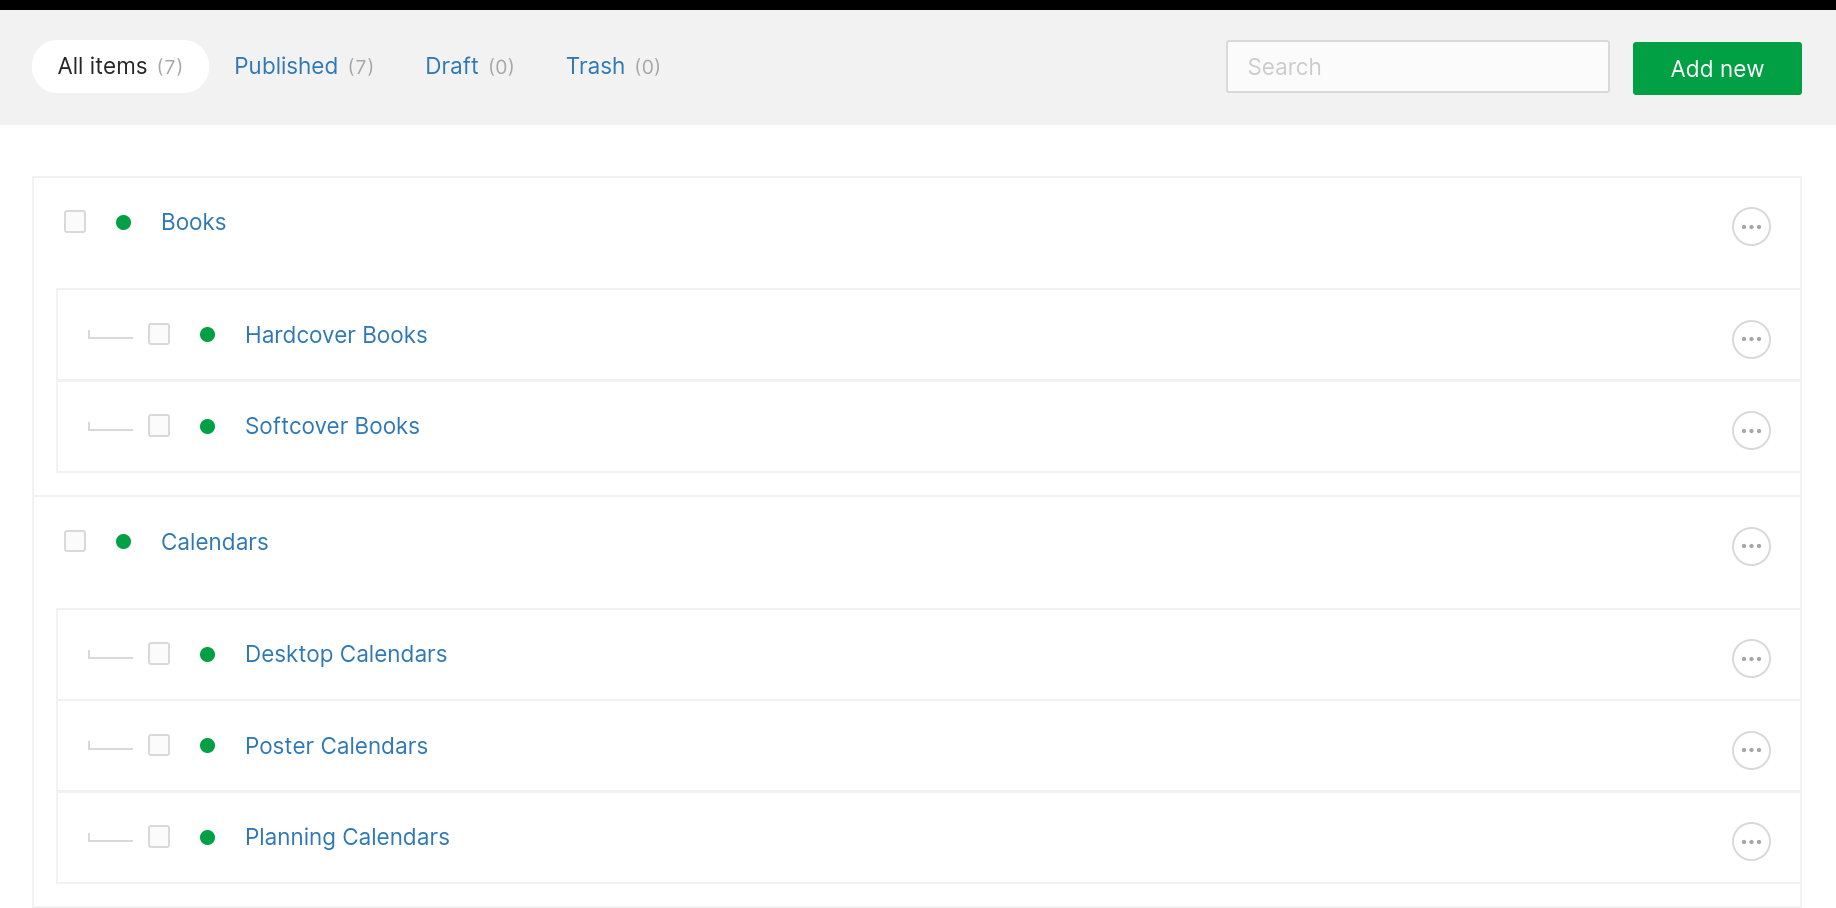 All items (7) Published (7) Draft (0) Trash (0) Search Add new
Books
Hardcover Books
Softcover Books
Calendars
Desktop Calendars
Poster Calendars
Planning Calendars